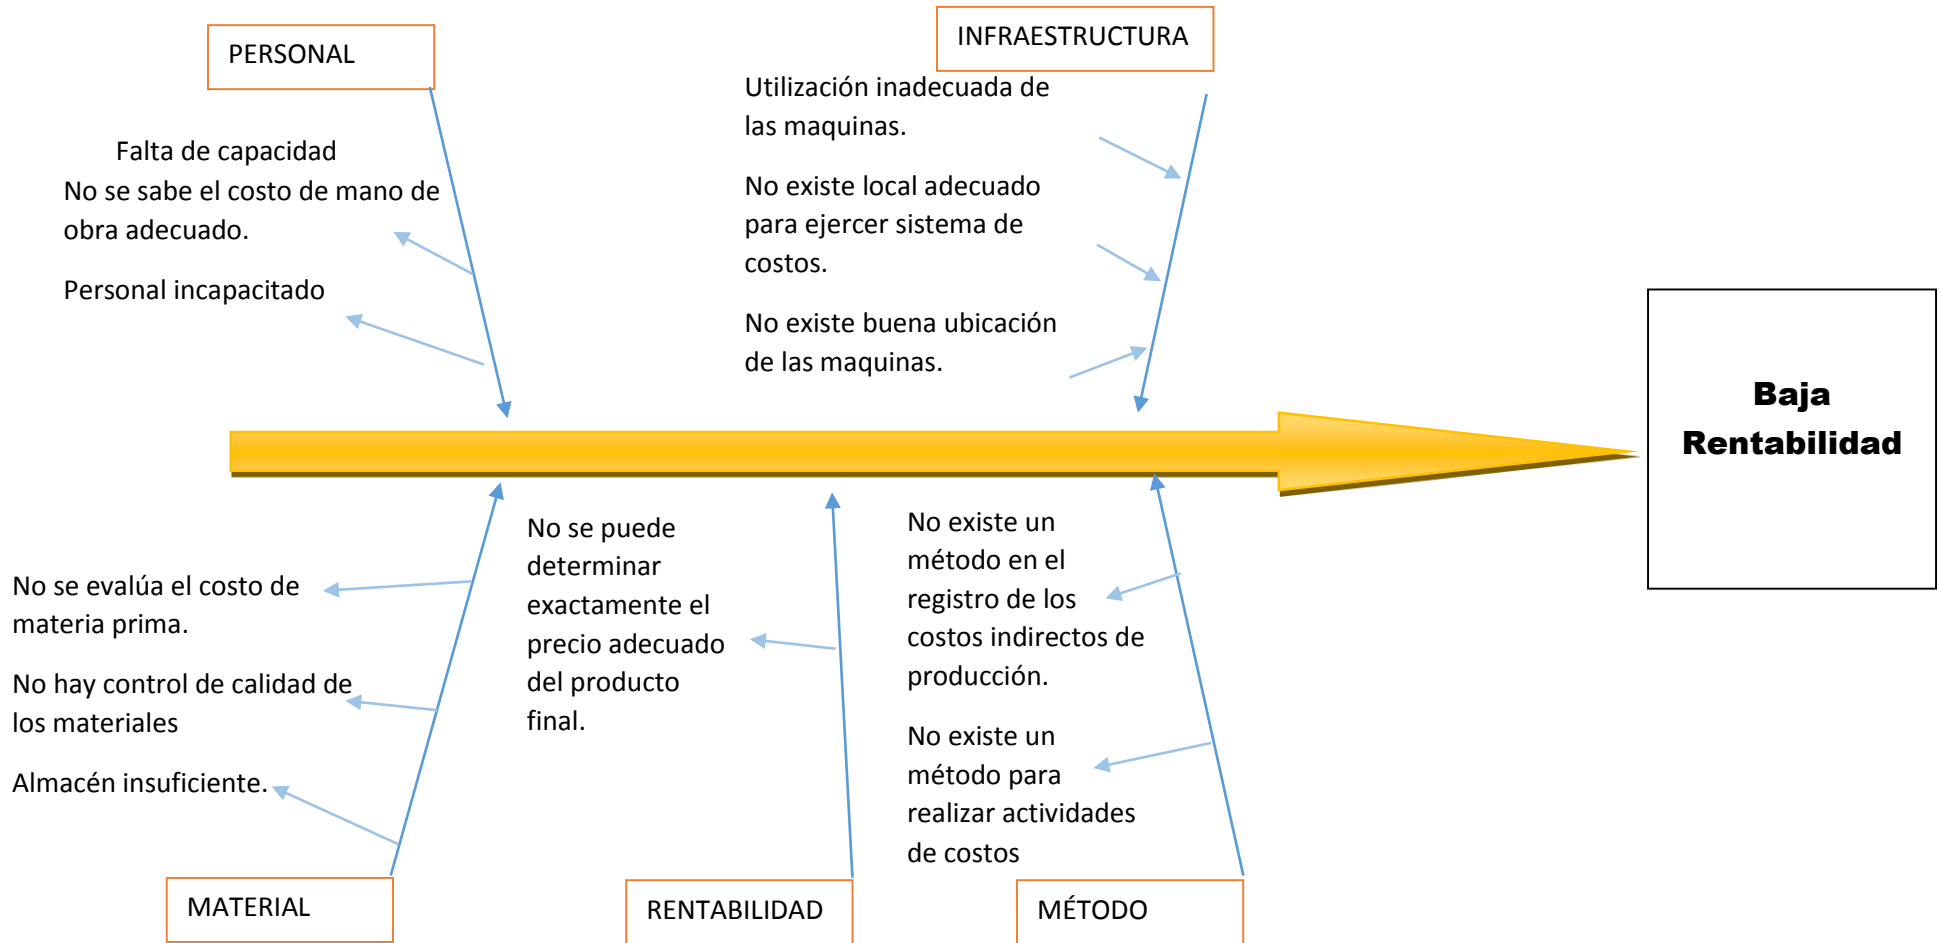 PERSONAL
INFRAESTRUCTURA
Falta de capacidad
No se sabe el costo de mano de
obra adecuado.
Personal incapacitado
Utilización inadecuada de
las maquinas.
No existe local adecuado
para ejercer sistema de
costos.
No existe buena ubicación
de las maquinas.
Baja
Rentabilidad
No se evalúa el costo de
materia prima.
No hay control de calidad de
los materiales
Almacén insuficiente.
No se puede
determinar
exactamente el
precio adecuado
del producto
final.
No existe un
método en el
registro de los
costos indirectos de
producción.
No existe un
método para
realizar actividades
de costos
MATERIAL
RENTABILIDAD
MÉTODO